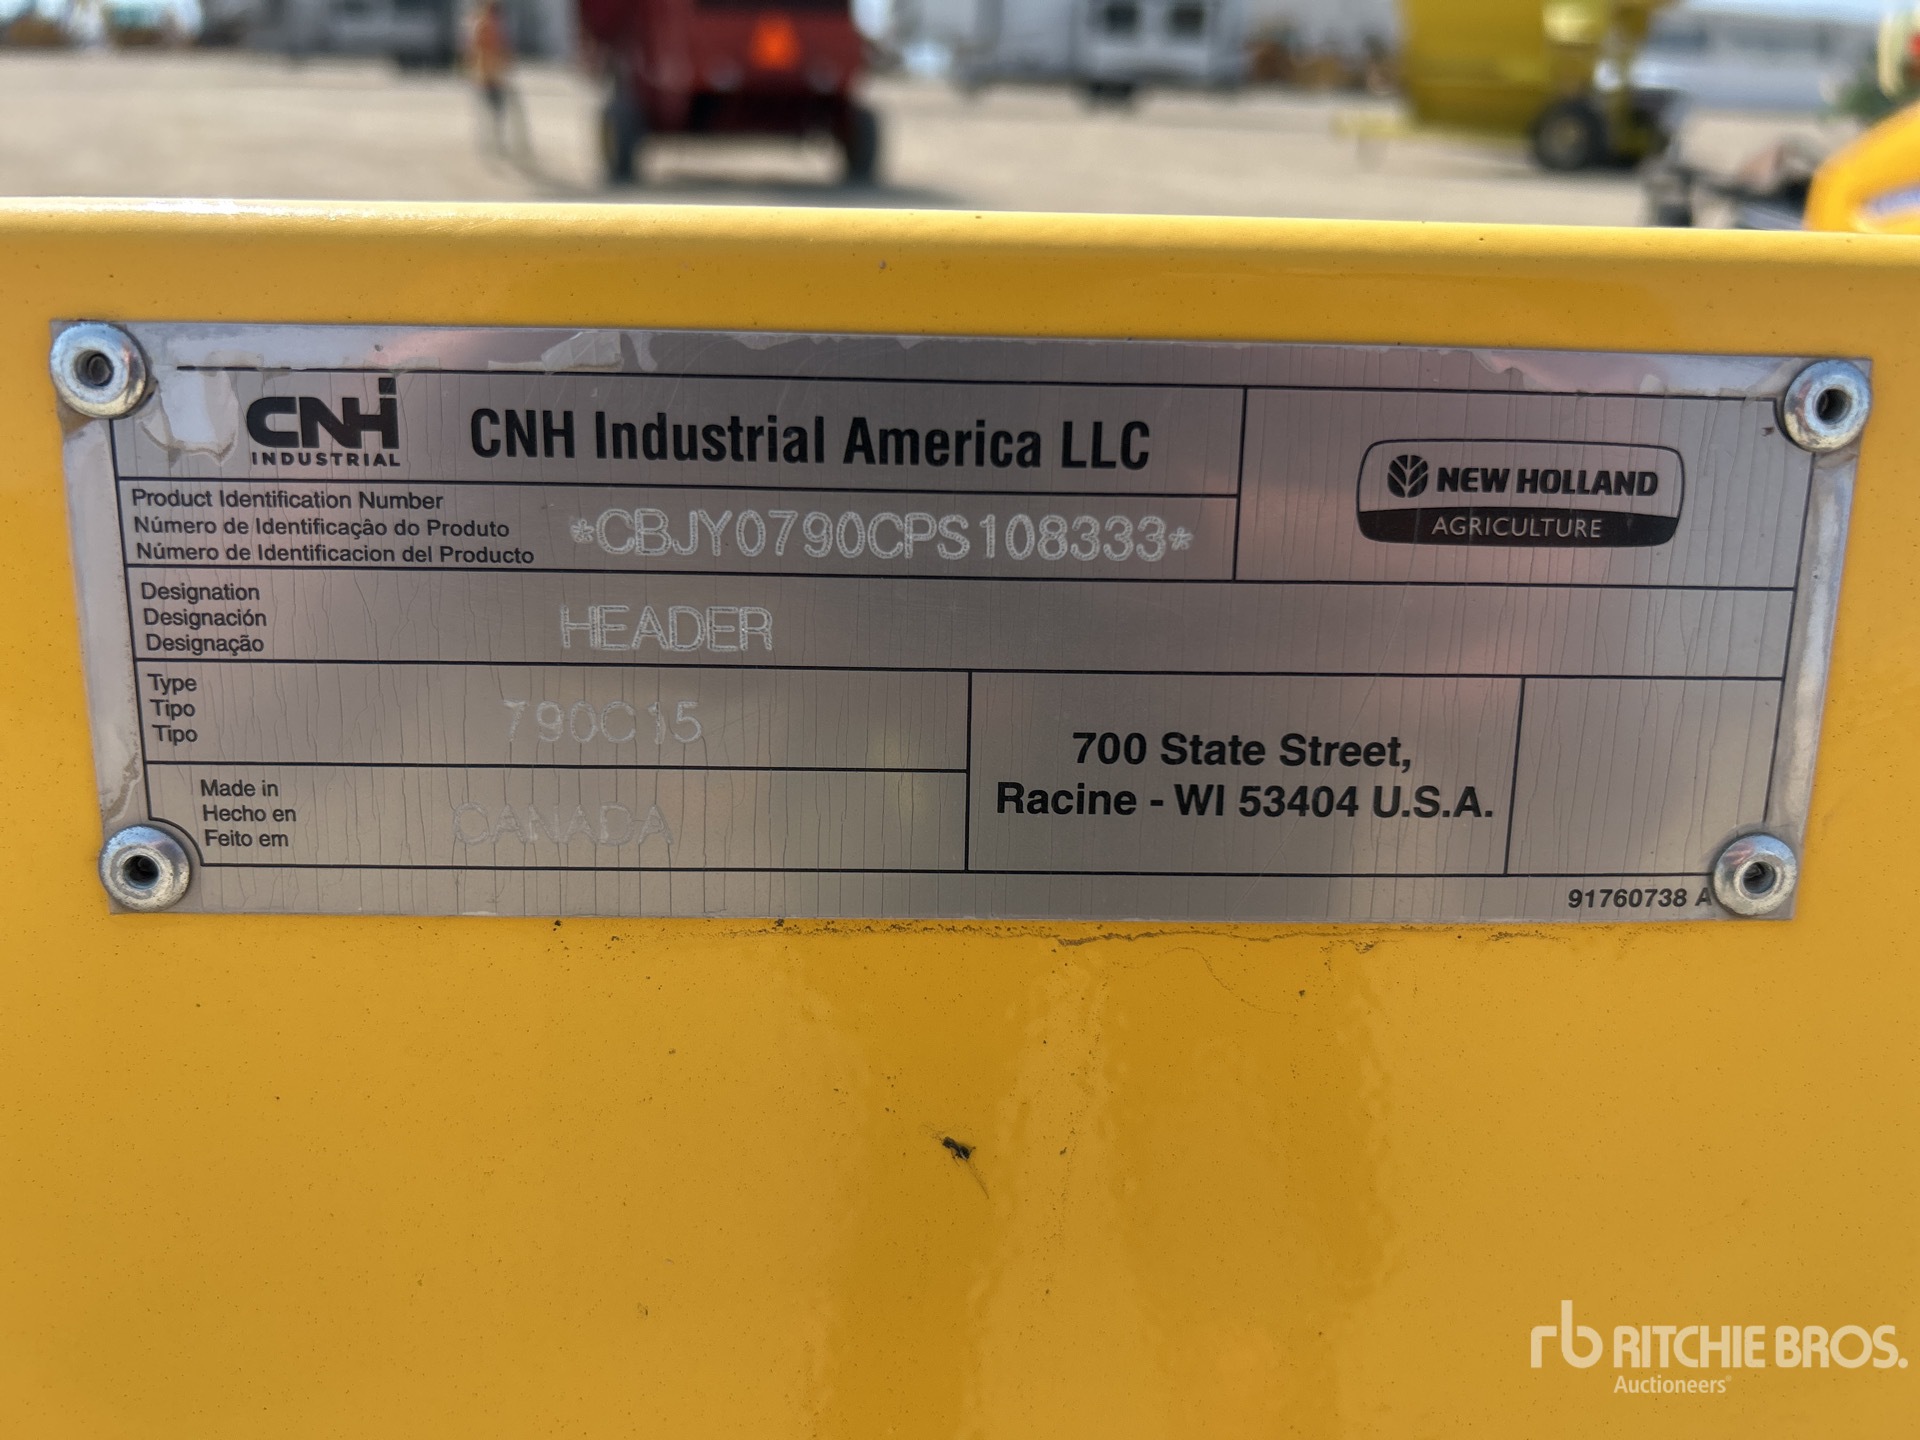 CNH
INDUSTRIAL
CNH Industrial America LLC
NEW HOLLAND
AGRICULTURE
Product Identification Number
Número de Identificaçâo do Produto
Número de Identificacion del Producto
*CBJY0790CPS108333*
Designation
Designación
Designação
HEADER
Type
Tipo
Tipo
790C15
Made in
Hecho en
Feito em
CANADA
700 State Street,
Racine - WI 53404 U.S.A.
91760738 A
rb RITCHIE BROS.
Auctioneers